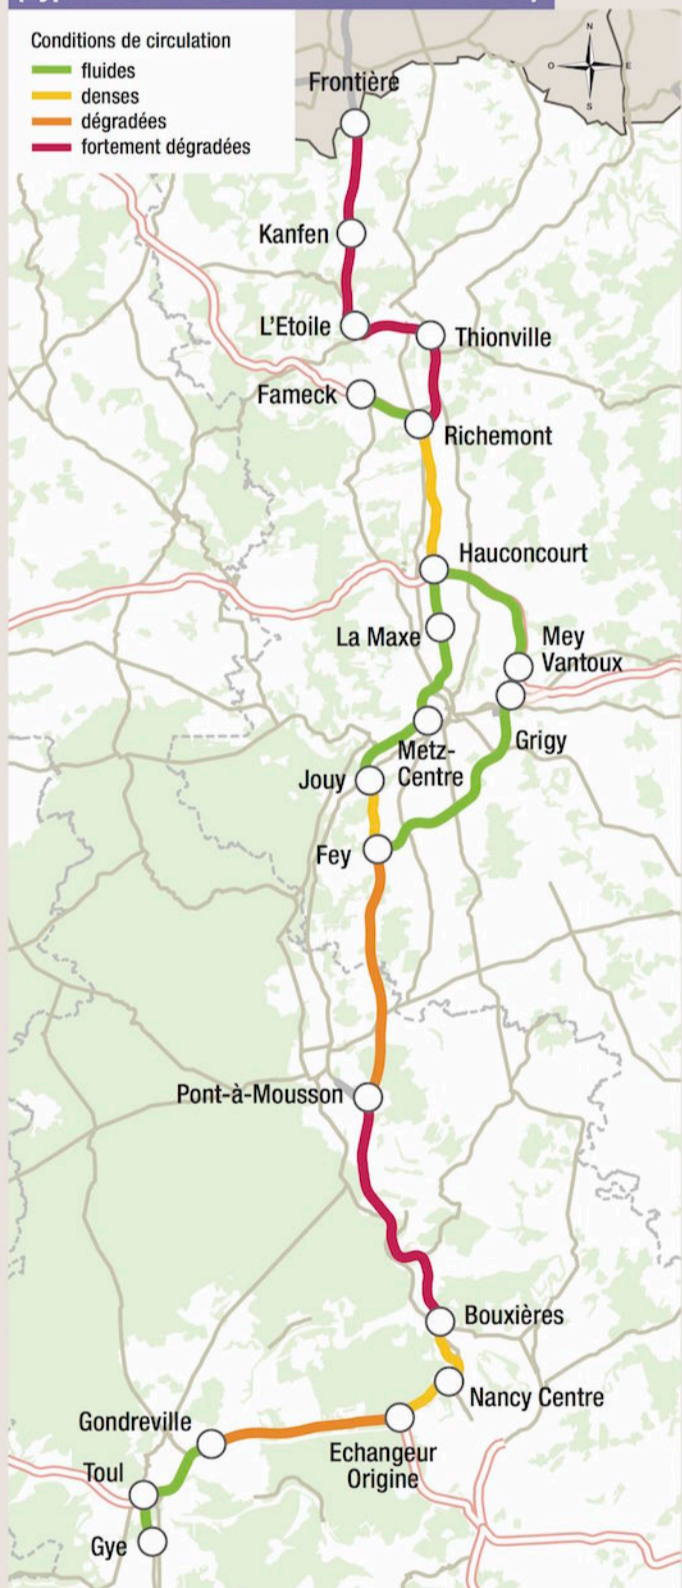 Conditions de circulation
fluides
denses
dégradées
fortement dégradées
N
O
E
S
Frontière
Kanfen
L'Etoile
Thionville
Fameck
Richemont
Hauconcourt
La Maxe
Mey
Vantoux
Grigy
Metz-
Centre
Jouy
Fey
Pont-à-Mousson
Bouxières
Nancy Centre
Gondreville
Echangeur
Origine
Toul
Gye